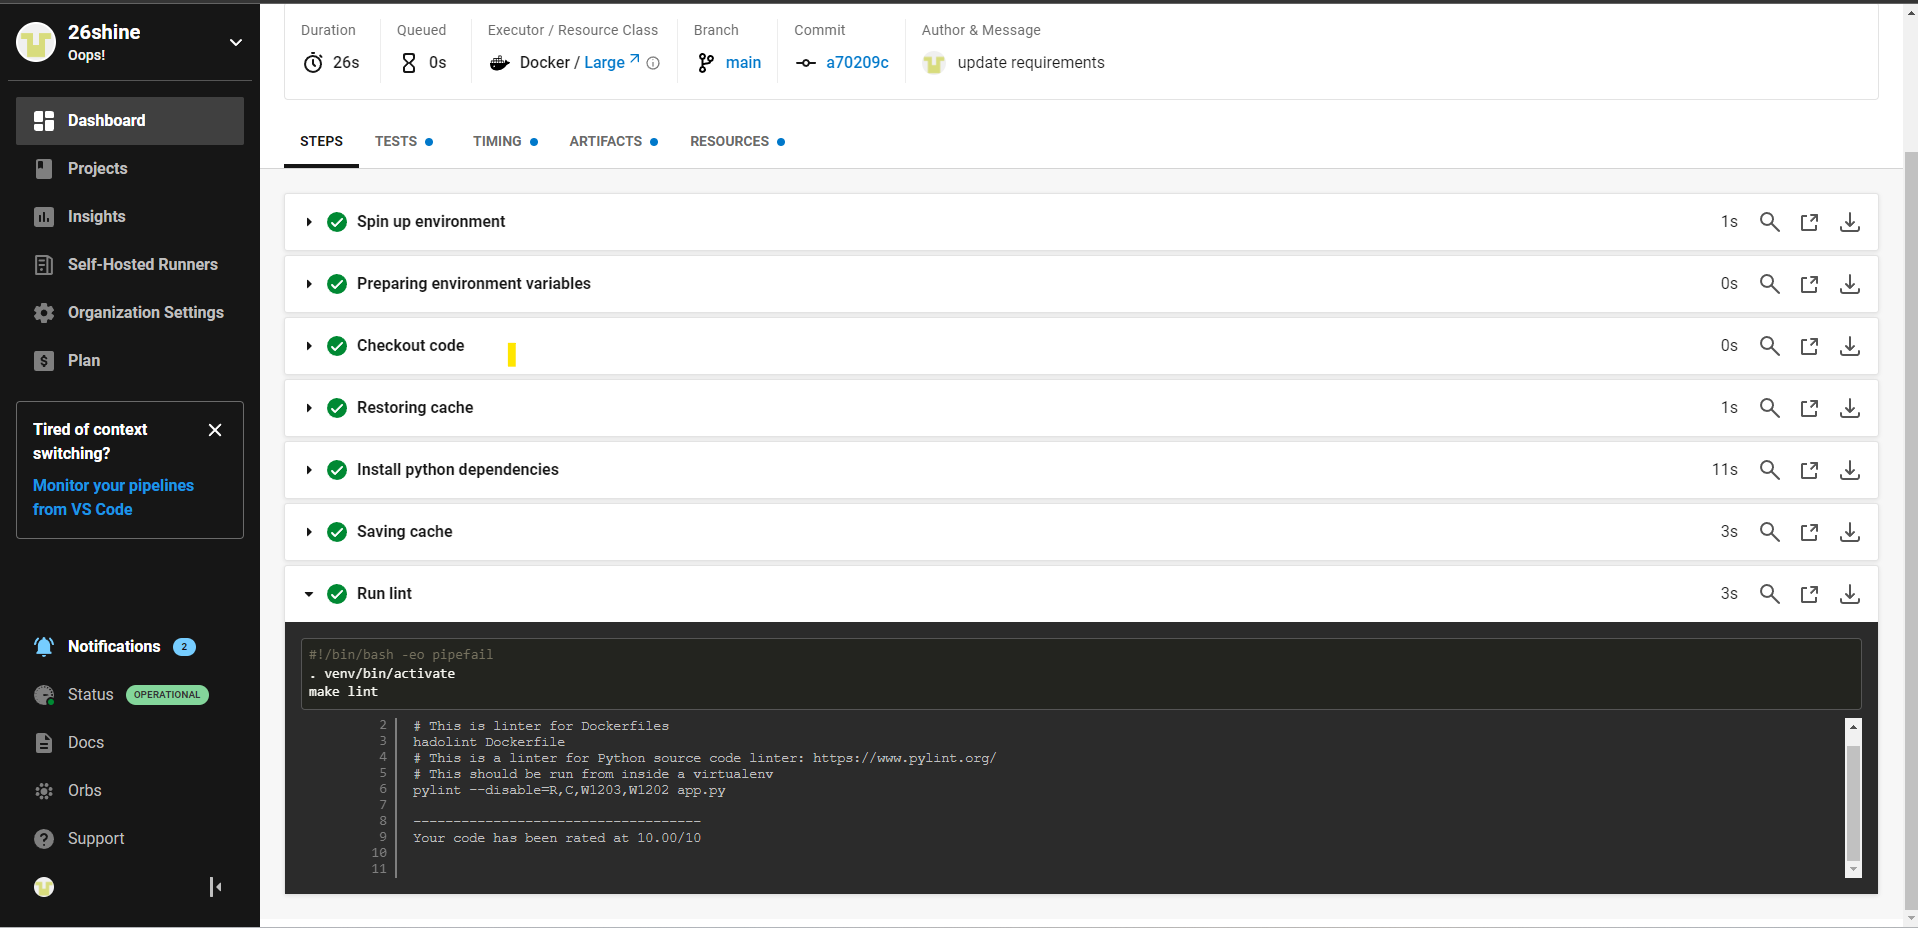 26shine
Oops!
Dashboard
Projects
Insights
Self-Hosted Runners
Organization Settings
Plan
Tired of context
switching?
Monitor your pipelines
from VS Code
Notifications 2
Status OPERATIONAL
Docs
Orbs
Support
Duration Queued Executor / Resource Class Branch Commit Author & Message
26s 0s Docker / Large main a70209c update requirements
STEPS TESTS TIMING ARTIFACTS RESOURCES
Spin up environment 1s
Preparing environment variables 0s
Checkout code 0s
Restoring cache 1s
Install python dependencies 11s
Saving cache 3s
Run lint 3s
#!/bin/bash -eo pipefail
. venv/bin/activate
make lint
2 # This is linter for Dockerfiles
3 hadolint Dockerfile
4 # This is a linter for Python source code linter: https://www.pylint.org/
5 # This should be run from inside a virtualenv
6 pylint --disable=R,C,W1203,W1202 app.py
7
8 ------------------------------------
9 Your code has been rated at 10.00/10
10
11